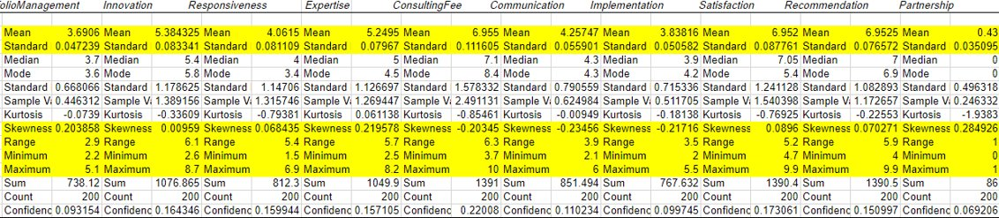 olioManagement Innovation Responsiveness Expertise ConsultingFee Communication Implementation Satisfaction Recommendation Partnership
Mean 3.6906 Mean 5.384325 Mean 4.0615 Mean 5.2495 Mean 6.955 Mean 4.25747 Mean 3.83816 Mean 6.952 Mean 6.9525 Mean 0.43
Standard 0.047239 Standard 0.083341 Standard 0.081109 Standard 0.07967 Standard 0.111605 Standard 0.055901 Standard 0.050582 Standard 0.087761 Standard 0.076572 Standard 0.035095
Median 3.7 Median 5.4 Median 4 Median 5 Median 7.1 Median 4.3 Median 3.9 Median 7.05 Median 7 Median 0
Mode 3.6 Mode 5.8 Mode 3.4 Mode 4.5 Mode 8.4 Mode 4.3 Mode 4.2 Mode 5.4 Mode 6.9 Mode 0
Standard 0.668066 Standard 1.178625 Standard 1.14706 Standard 1.126697 Standard 1.578332 Standard 0.790559 Standard 0.715336 Standard 1.241128 Standard 1.082893 Standard 0.496318
Sample Va 0.446312 Sample Va 1.389156 Sample Va 1.315746 Sample Va 1.269447 Sample Va 2.491131 Sample Va 0.624984 Sample Va 0.511705 Sample Va 1.540398 Sample Va 1.172657 Sample Va 0.246332
Kurtosis -0.0739 Kurtosis -0.33609 Kurtosis -0.79381 Kurtosis 0.061138 Kurtosis -0.85461 Kurtosis -0.00949 Kurtosis -0.18138 Kurtosis -0.76925 Kurtosis -0.22553 Kurtosis -1.9383
Skewness 0.203858 Skewness 0.00959 Skewness 0.068435 Skewness 0.219578 Skewness -0.20345 Skewness -0.23456 Skewness -0.21716 Skewness 0.0896 Skewness 0.070271 Skewness 0.284926
Range 2.9 Range 6.1 Range 5.4 Range 5.7 Range 6.3 Range 3.9 Range 3.5 Range 5.2 Range 5.9 Range 1
Minimum 2.2 Minimum 2.6 Minimum 1.5 Minimum 2.5 Minimum 3.7 Minimum 2.1 Minimum 2 Minimum 4.7 Minimum 4 Minimum 0
Maximum 5.1 Maximum 8.7 Maximum 6.9 Maximum 8.2 Maximum 10 Maximum 6 Maximum 5.5 Maximum 9.9 Maximum 9.9 Maximum 1
Sum 738.12 Sum 1076.865 Sum 812.3 Sum 1049.9 Sum 1391 Sum 851.494 Sum 767.632 Sum 1390.4 Sum 1390.5 Sum 86
Count 200 Count 200 Count 200 Count 200 Count 200 Count 200 Count 200 Count 200 Count 200 Count 200
Confidenc 0.093154 Confidenc 0.164346 Confidenc 0.159944 Confidenc 0.157105 Confidenc 0.22008 Confidenc 0.110234 Confidenc 0.099745 Confidenc 0.173061 Confidenc 0.150997 Confidenc 0.069206